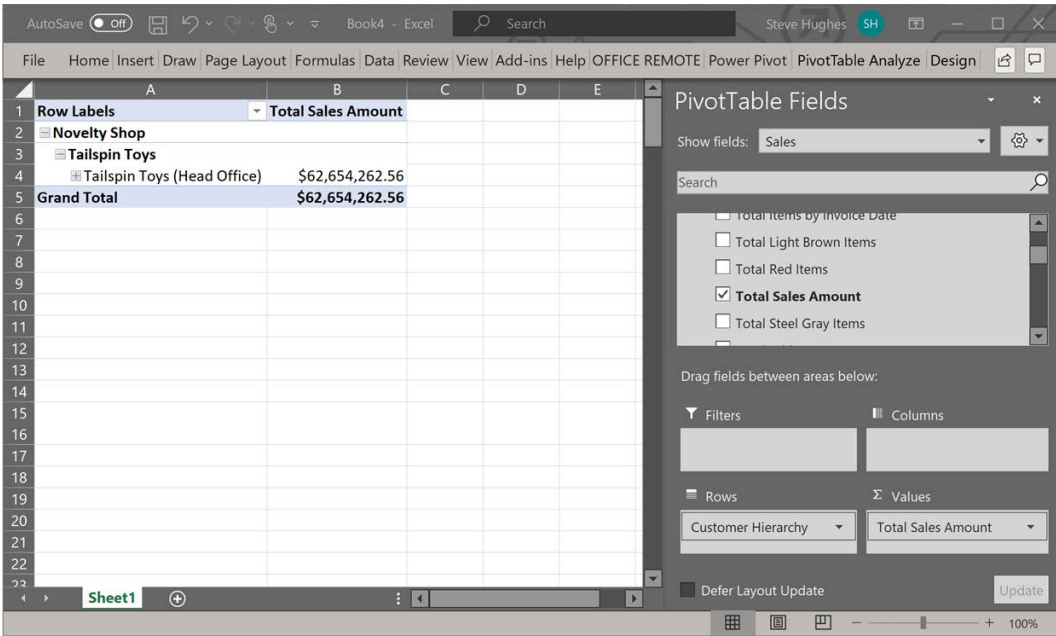 AutoSave Off Book4 - Excel Search Steve Hughes SH
File Home Insert Draw Page Layout Formulas Data Review View Add-ins Help OFFICE REMOTE Power Pivot PivotTable Analyze Design
A B C D E
1 Row Labels Total Sales Amount
2 Novelty Shop
3 Tailspin Toys
4 Tailspin Toys (Head Office) $62,654,262.56
5 Grand Total $62,654,262.56
6
7
8
9
10
11
12
13
14
15
16
17
18
19
20
21
22
23
Sheet1
PivotTable Fields
Show fields: Sales
Search
Total Items by Invoice Date
Total Light Brown Items
Total Red Items
Total Sales Amount
Total Steel Gray Items
Drag fields between areas below:
Filters Columns
Rows Σ Values
Customer Hierarchy Total Sales Amount
Defer Layout Update Update
100%